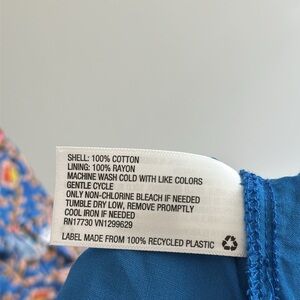 SHELL: 100% COTTON
LINING: 100% RAYON
MACHINE WASH COLD WITH LIKE COLORS
GENTLE CYCLE
ONLY NON-CHLORINE BLEACH IF NEEDED
TUMBLE DRY LOW, REMOVE PROMPTLY
COOL IRON IF NEEDED
RN17730 VN1299629
LABEL MADE FROM 100% RECYCLED PLASTIC